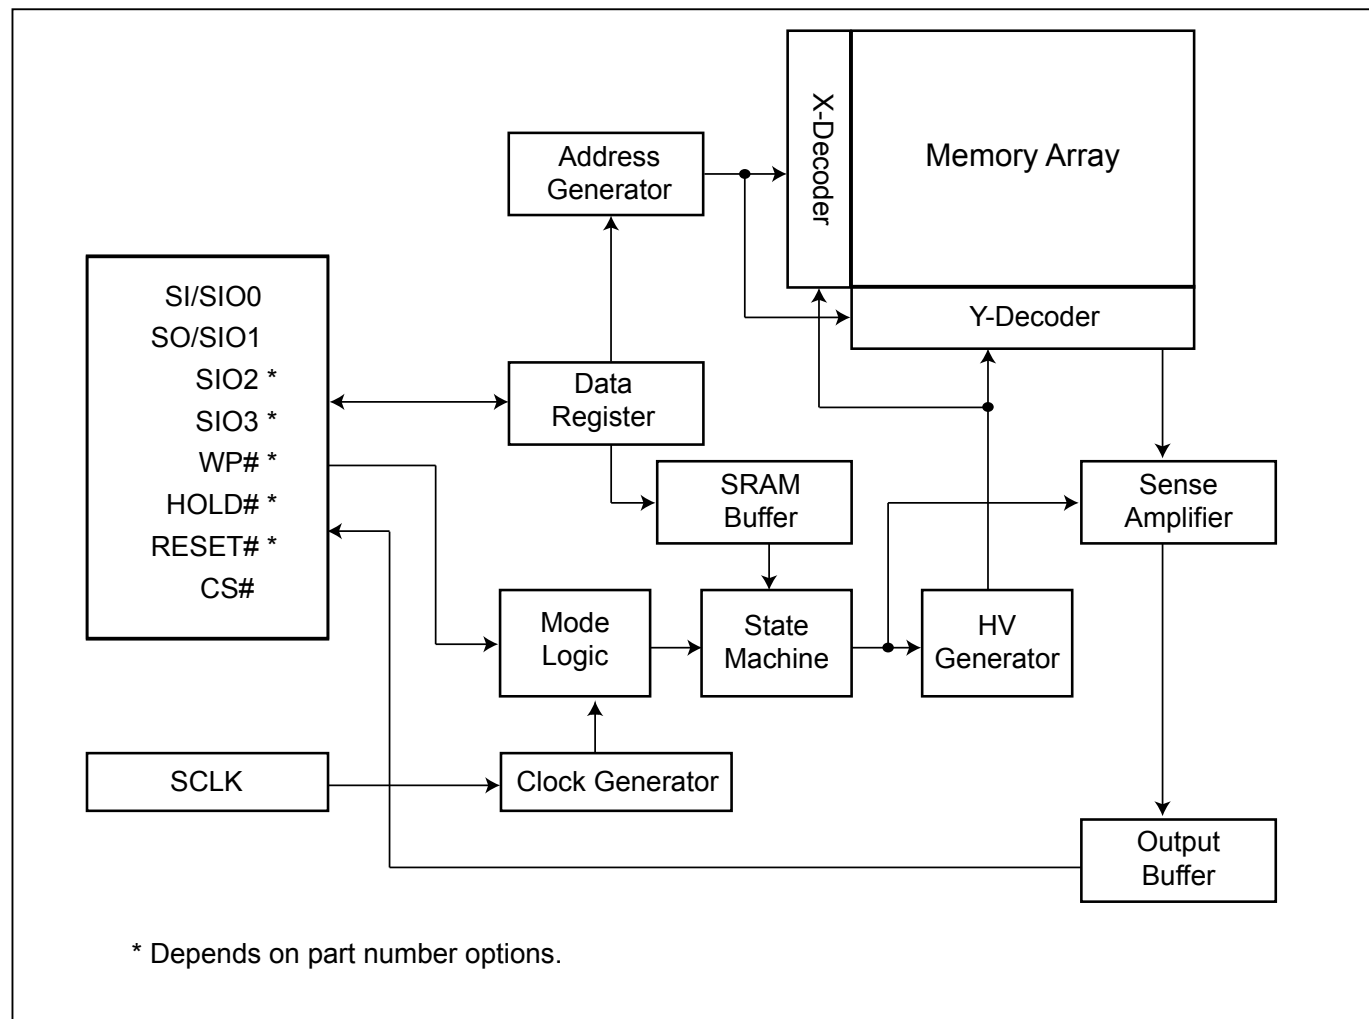 X-Decoder
Memory Array
Address
Generator
Y-Decoder
SI/SIO0
SO/SIO1
SIO2 *
SIO3 *
WP# *
HOLD# *
RESET# *
CS#
Data
Register
SRAM
Buffer
Sense
Amplifier
Mode
Logic
State
Machine
HV
Generator
SCLK
Clock Generator
Output
Buffer
* Depends on part number options.